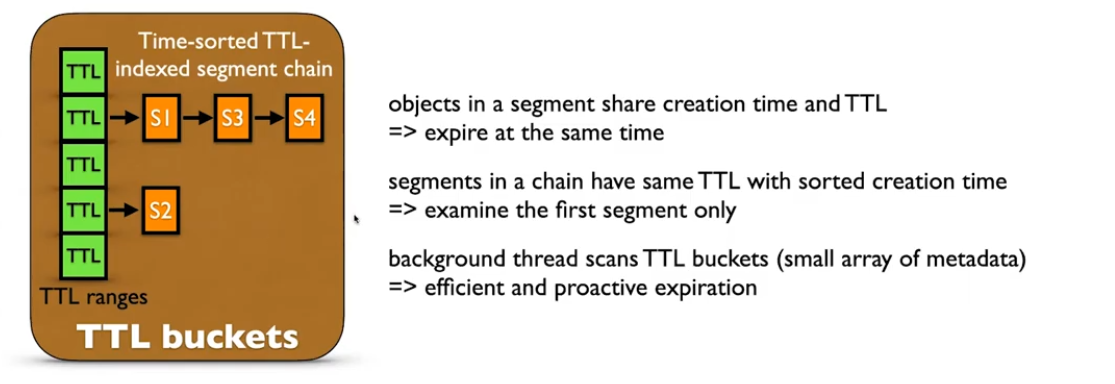 Time-sorted TTL-
indexed segment chain
TTL
TTL S1 S3 S4
TTL
TTL S2
TTL
TTL ranges
TTL buckets
objects in a segment share creation time and TTL
=> expire at the same time
segments in a chain have same TTL with sorted creation time
=> examine the first segment only
background thread scans TTL buckets (small array of metadata)
=> efficient and proactive expiration